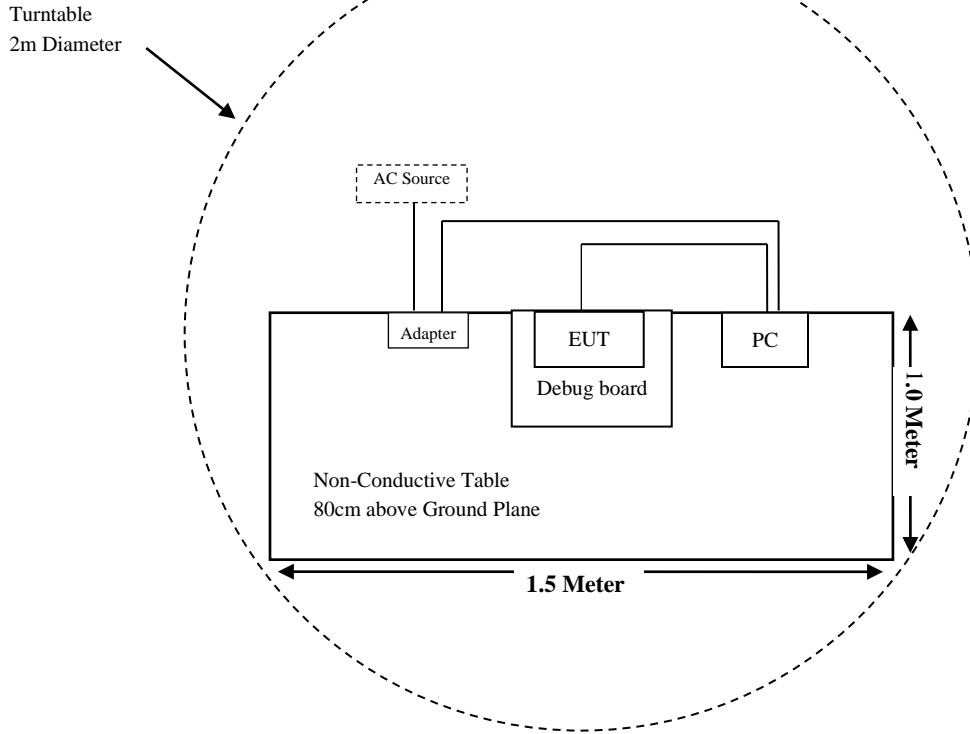 Turntable
2m Diameter
AC Source
Adapter
EUT
PC
Debug board
1.0 Meter
Non-Conductive Table
80cm above Ground Plane
1.5 Meter